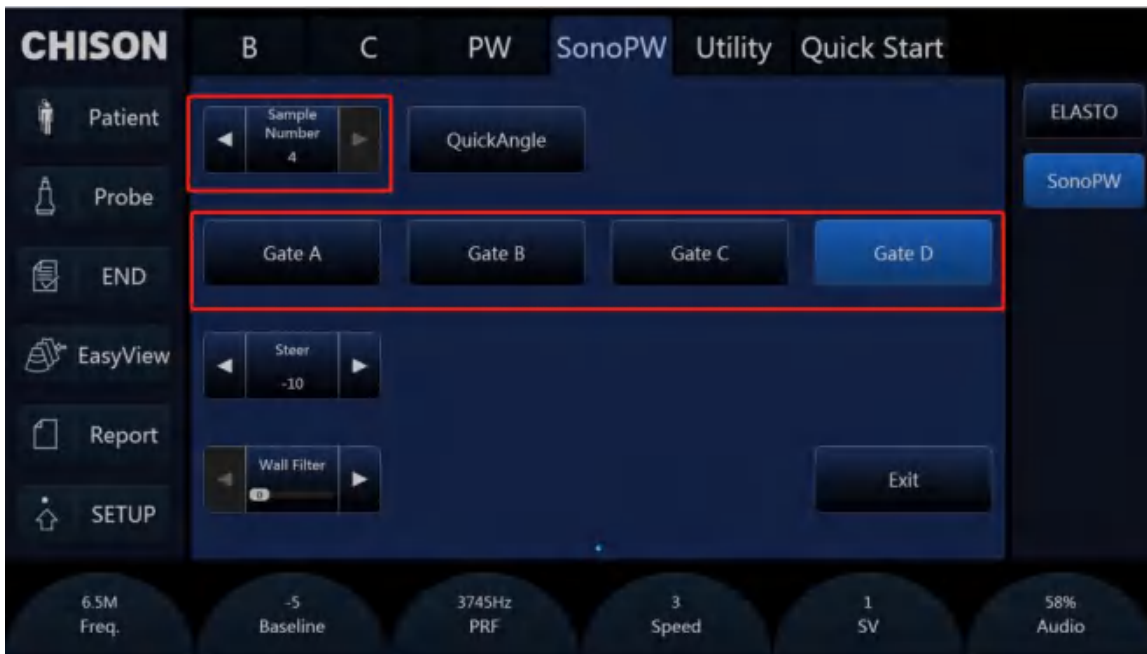 CHISON
B
C
PW
SonoPW
Utility
Quick Start
Patient
Probe
END
EasyView
Report
SETUP
Sample
Number
4
QuickAngle
Gate A
Gate B
Gate C
Gate D
Steer
-10
Wall Filter
0
Exit
ELASTO
SonoPW
6.5M
Freq.
-5
Baseline
3745Hz
PRF
3
Speed
1
SV
58%
Audio